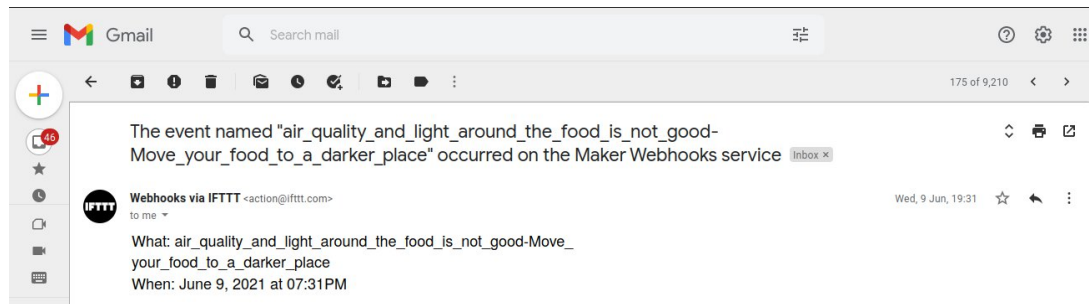 Gmail
Search mail
175 of 9,210
46
The event named "air_quality_and_light_around_the_food_is_not_good-
Move_your_food_to_a_darker_place" occurred on the Maker Webhooks service Inbox ×
IFTTT
Webhooks via IFTTT <action@ifttt.com>
Wed, 9 Jun, 19:31
to me
What: air_quality_and_light_around_the_food_is_not_good-Move_
your_food_to_a_darker_place
When: June 9, 2021 at 07:31PM